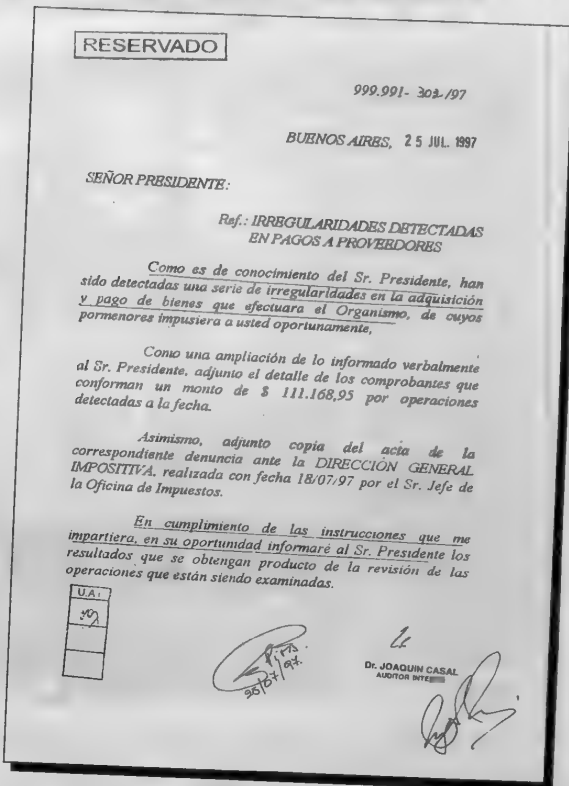 RESERVADO
999.991- 302/97
BUENOS AIRES, 25 JUL. 1997
SEÑOR PRESIDENTE:
Ref.: IRREGULARIDADES DETECTADAS
EN PAGOS A PROVEEDORES
Como es de conocimiento del Sr. Presidente, han
sido detectadas una serie de irregularidades en la adquisición
y pago de bienes que efectuara el Organismo, de cuyos
pormenores impusiera a usted oportunamente,
Como una ampliación de lo informado verbalmente
al Sr. Presidente, adjunto el detalle de los comprobantes que
conforman un monto de $ 111.168,95 por operaciones
detectadas a la fecha.
Asimismo, adjunto copia del acta de la
correspondiente denuncia ante la DIRECCIÓN GENERAL
IMPOSITIVA, realizada con fecha 18/07/97 por el Sr. Jefe de
la Oficina de Impuestos.
En cumplimiento de las instrucciones que me
impartiera, en su oportunidad informaré al Sr. Presidente los
resultados que se obtengan producto de la revisión de las
operaciones que están siendo examinadas.
U.A.I
Dr. JOAQUIN CASAL
AUDITOR